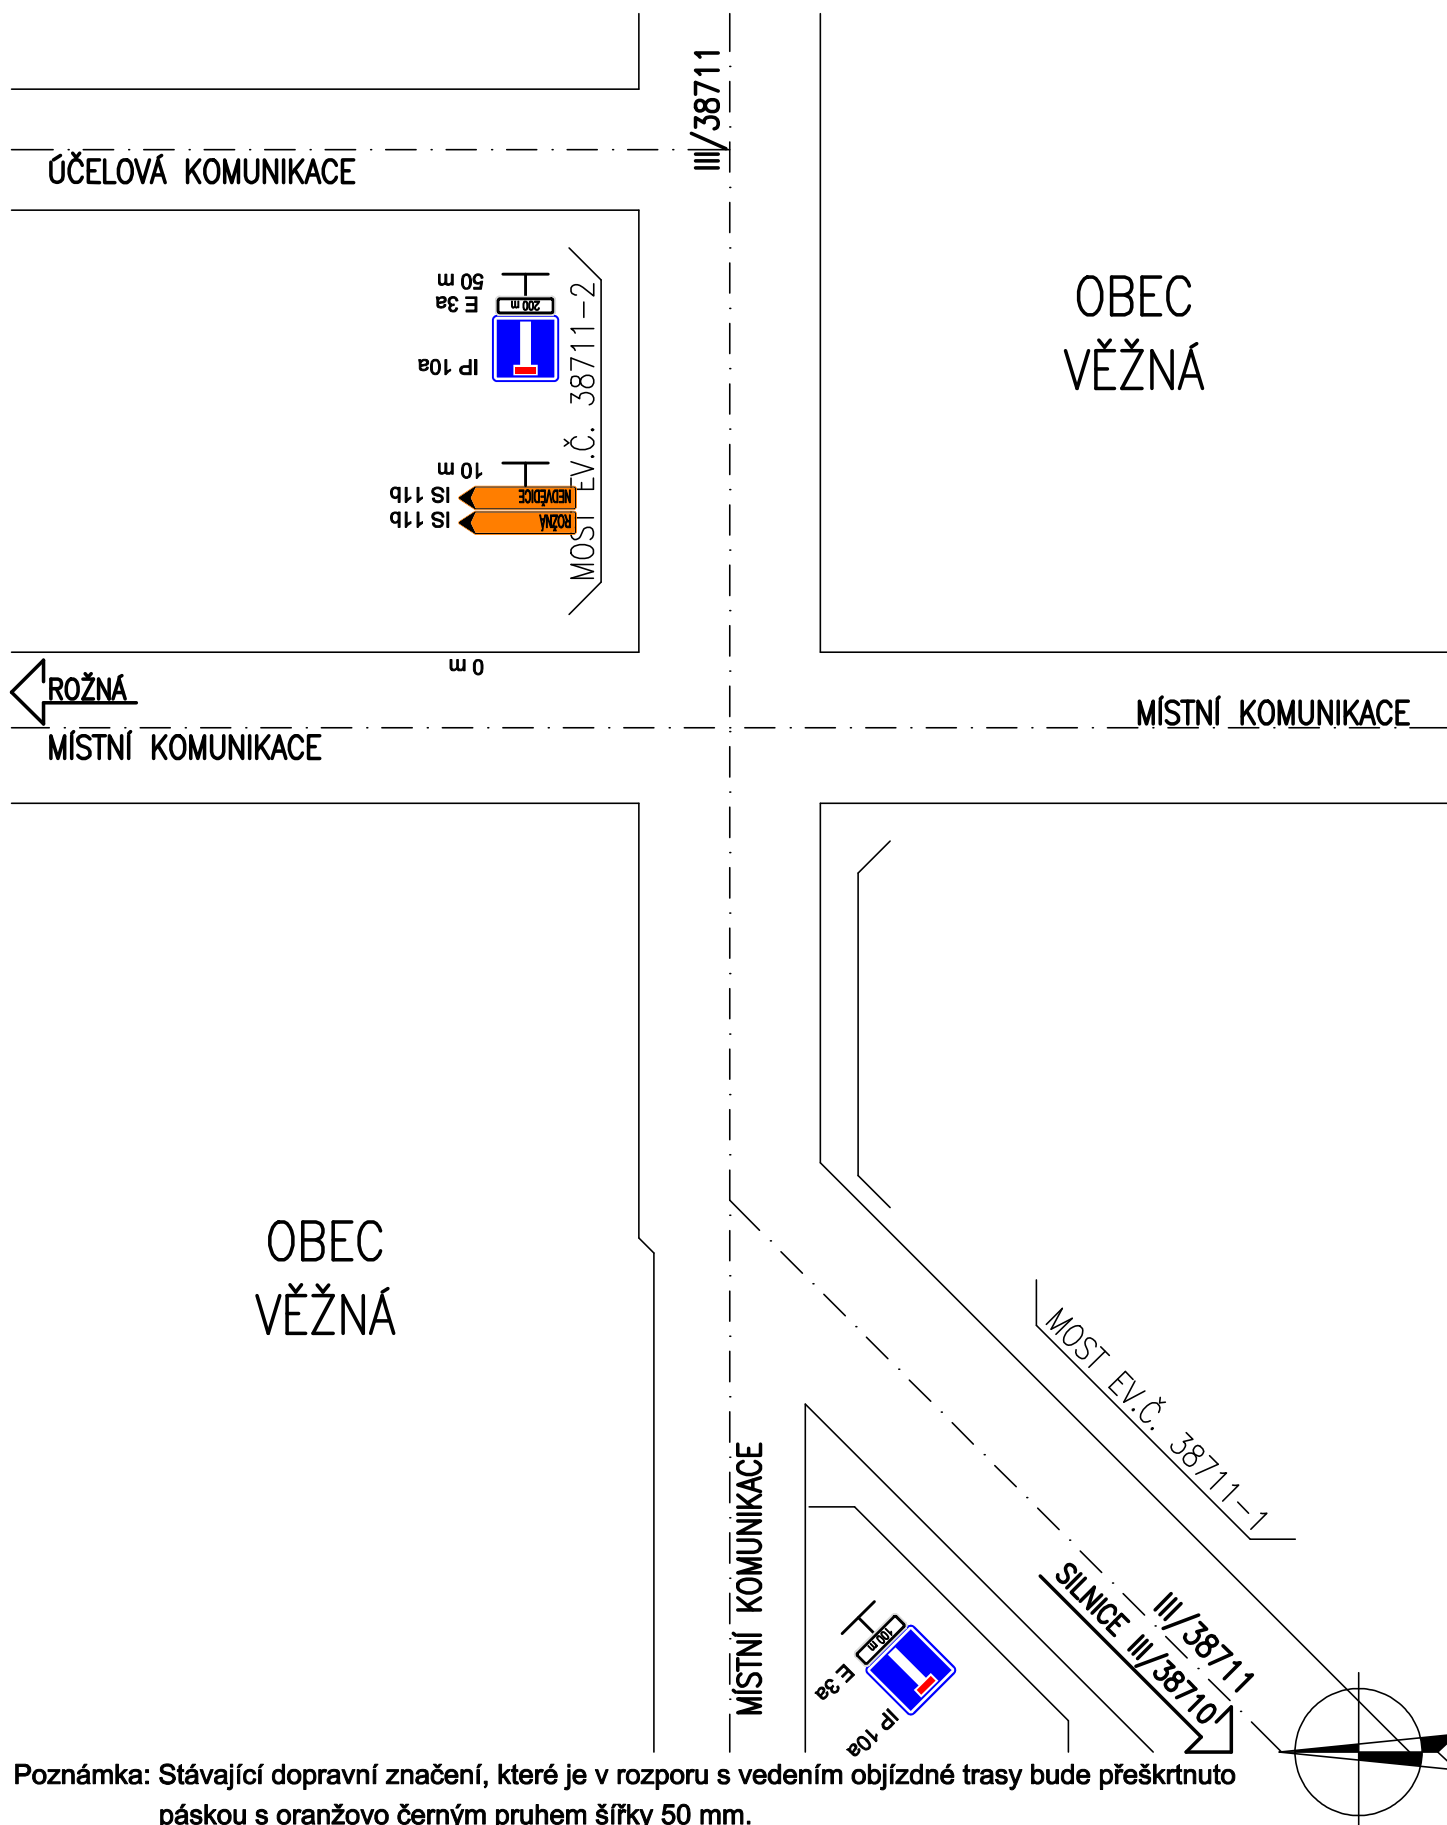 III/38711
ÚČELOVÁ KOMUNIKACE
50 m
E 3a
200 m
IP 10a
MOST EV.Č. 38711-2
OBEC
VĚŽNÁ
10 m
IS 11b
NEDVĚDICE
IS 11b
ROŽNÁ
0 m
ROŽNÁ
MÍSTNÍ KOMUNIKACE
MÍSTNÍ KOMUNIKACE
OBEC
VĚŽNÁ
MOST EV.Č. 38711-1
MÍSTNÍ KOMUNIKACE
SILNICE III/38710
III/38711
100 m
E 3a
IP 10a
Poznámka: Stávající dopravní značení, které je v rozporu s vedením objízdné trasy bude přeškrtnuto
páskou s oranžovo černým pruhem šířky 50 mm.